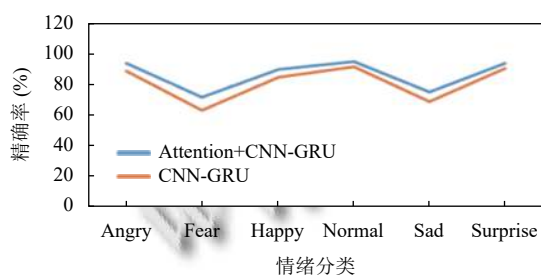 120
100
80
60
40
20
0
精确率 (%)
Attention+CNN-GRU
CNN-GRU
Angry Fear Happy Normal Sad Surprise
情绪分类